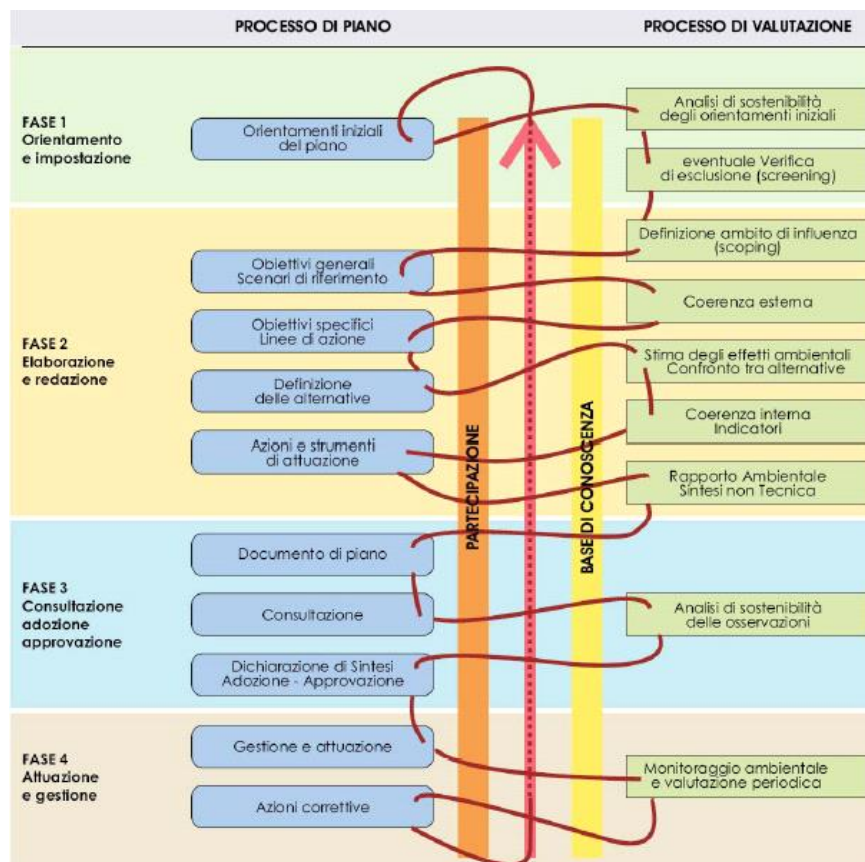 PROCESSO DI PIANO
PROCESSO DI VALUTAZIONE
FASE 1
Orientamento
e impostazione
Orientamenti iniziali
del piano
Analisi di sostenibilità
degli orientamenti iniziali
eventuale Verifica
di esclusione (screening)
FASE 2
Elaborazione
e redazione
Obiettivi generali
Scenari di riferimento
Obiettivi specifici
Linee di azione
Definizione
delle alternative
Azioni e strumenti
di attuazione
Definizione ambito di influenza
(scoping)
Coerenza esterna
Stima degli effetti ambientali
Confronto tra alternative
Coerenza interna
Indicatori
Rapporto Ambientale
Sintesi non Tecnica
PARTECIPAZIONE
BASE DI CONOSCENZA
FASE 3
Consultazione
adozione
approvazione
Documento di piano
Consultazione
Dichiarazione di Sintesi
Adozione - Approvazione
Analisi di sostenibilità
delle osservazioni
FASE 4
Attuazione
e gestione
Gestione e attuazione
Azioni correttive
Monitoraggio ambientale
e valutazione periodica